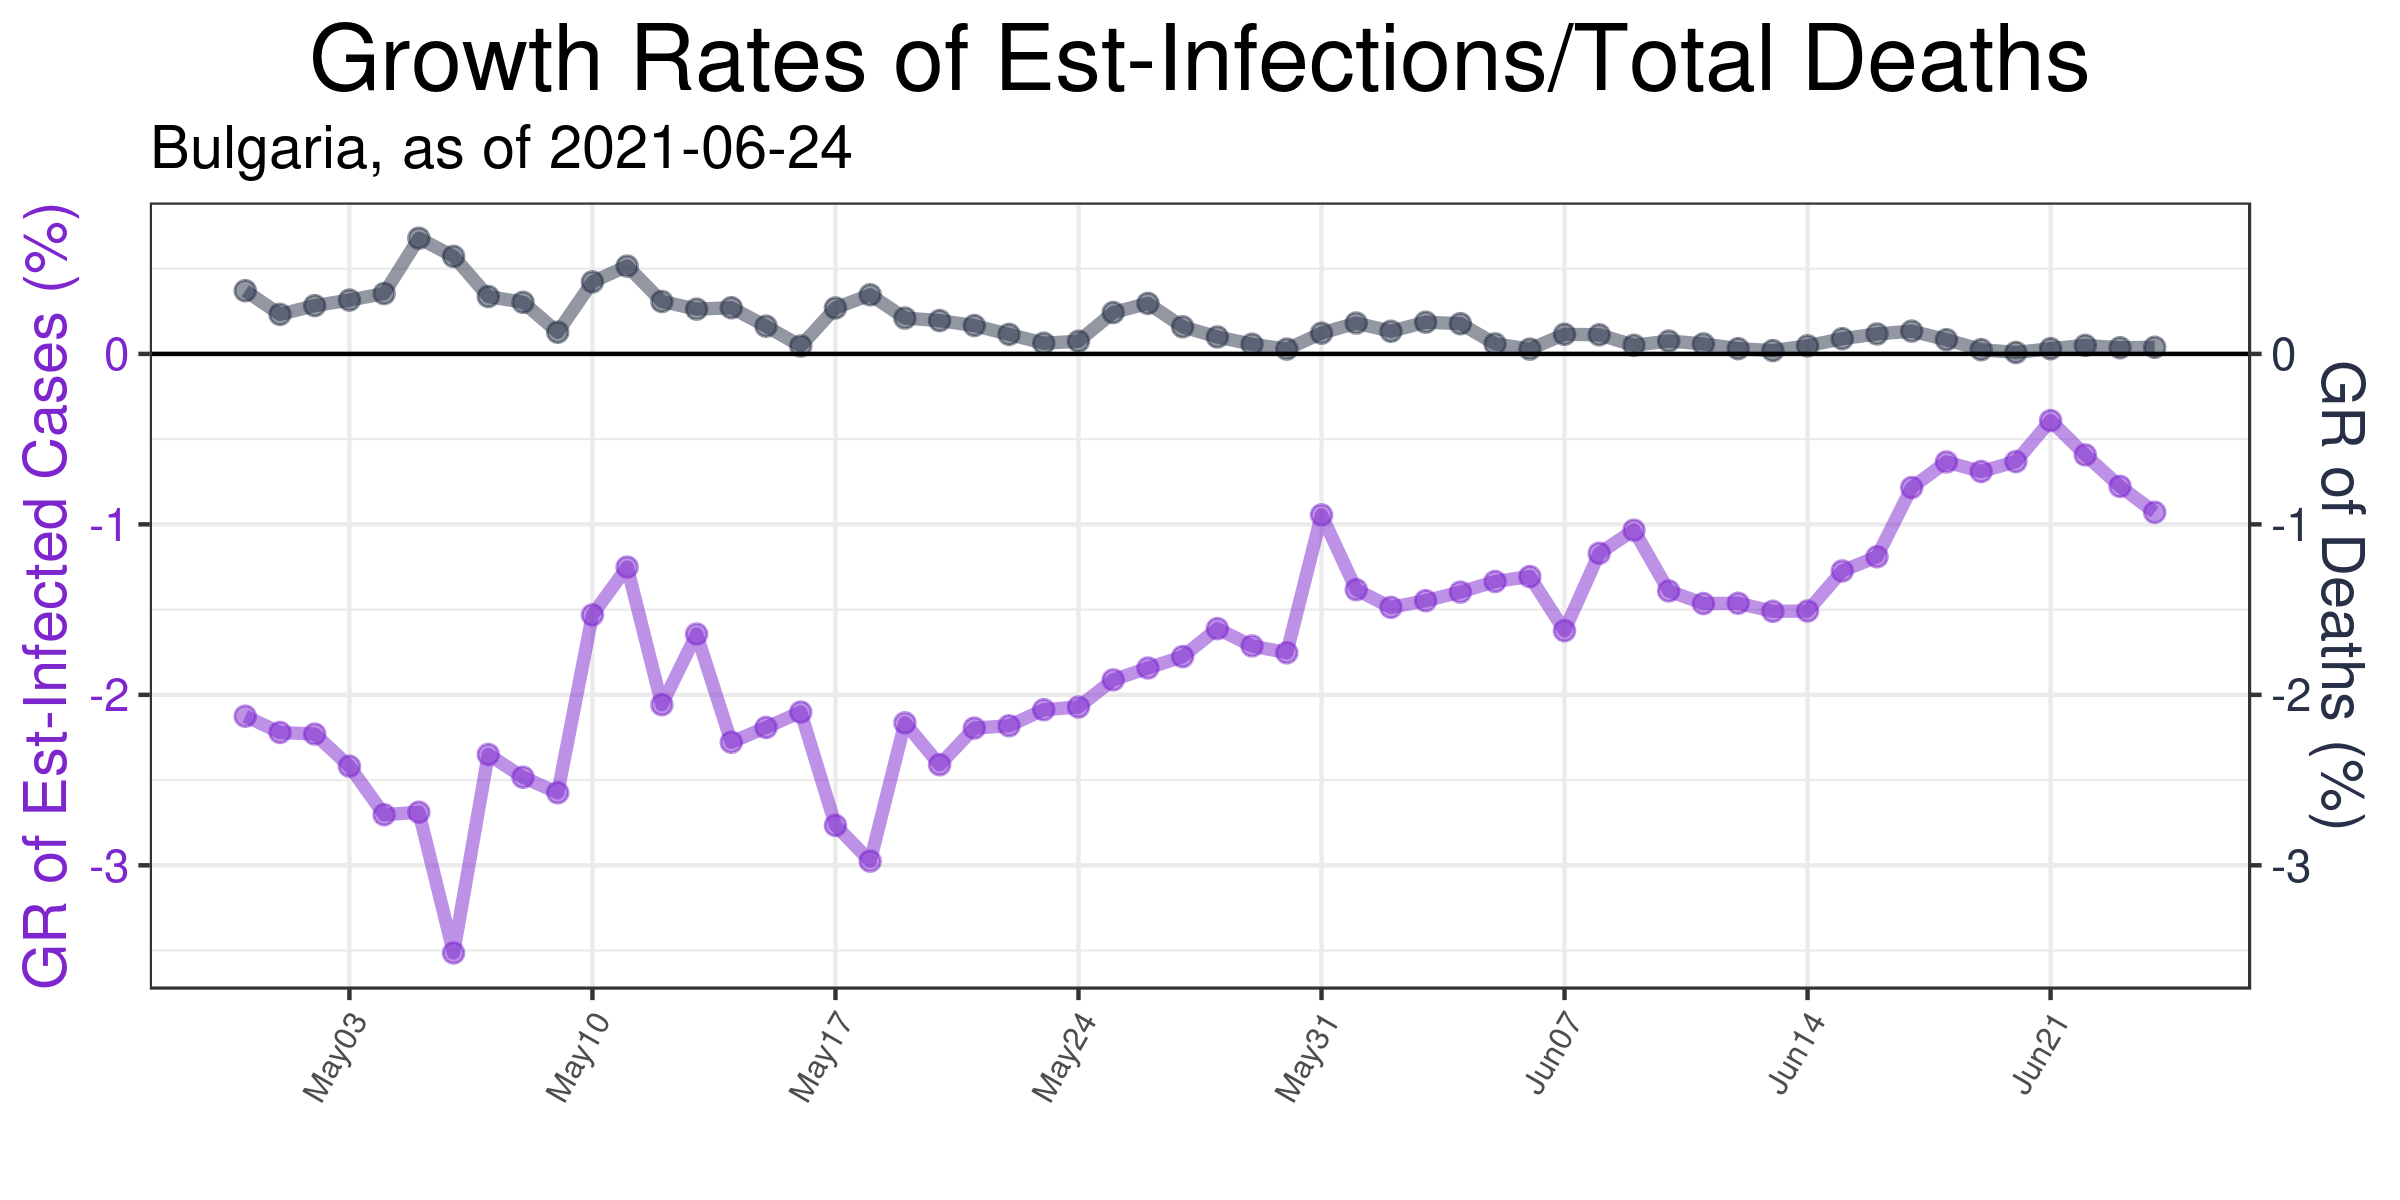 Growth Rates of Est-Infections/Total Deaths
Bulgaria, as of 2021-06-24
GR of Est-Infected Cases (%)
0
-1
-2
-3
0
-1
-2
-3
GR of Deaths (%)
May03
May10
May17
May24
May31
Jun07
Jun14
Jun21